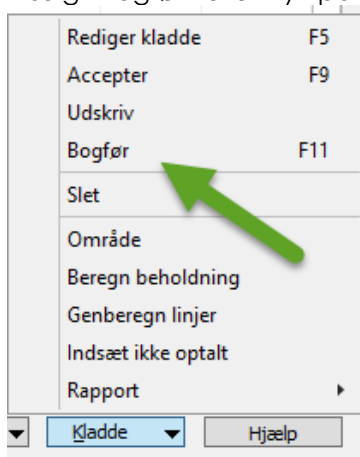 Rediger kladde F5
Accepter F9
Udskriv
Bogfør F11
Slet
Område
Beregn beholdning
Genberegn linjer
Indsæt ikke optalt
Rapport
Kladde Hjælp